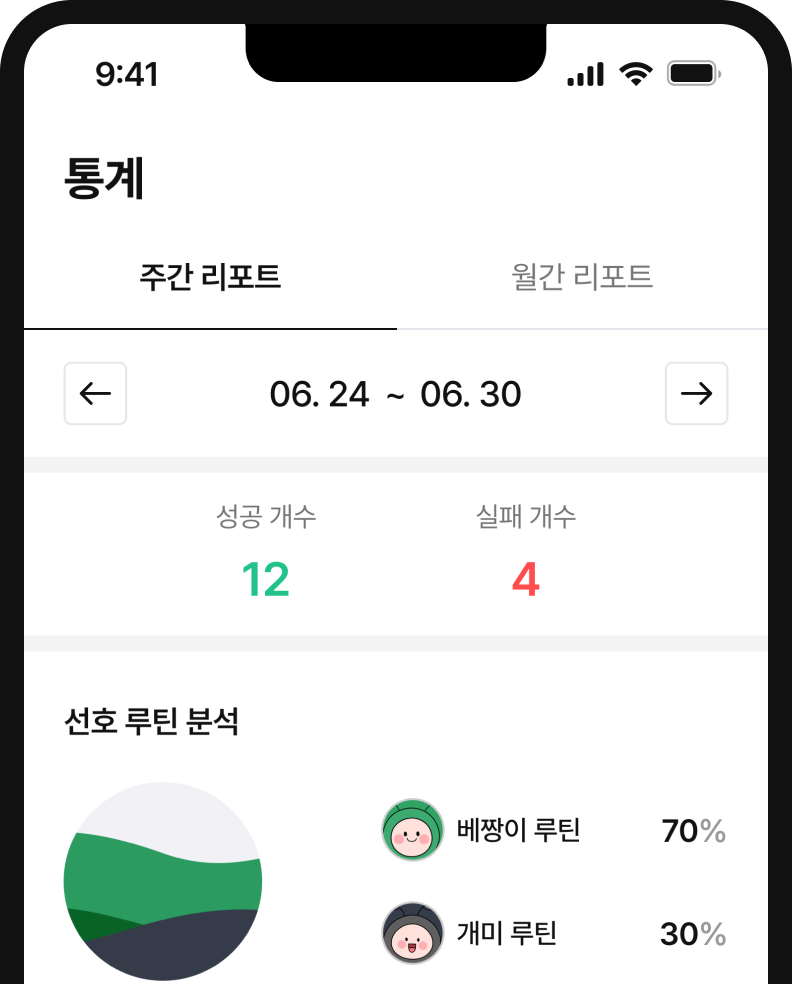 9:41
통계
주간 리포트 월간 리포트
06. 24 ~ 06. 30
성공 개수 실패 개수
12 4
선호 루틴 분석
베짱이 루틴 70%
개미 루틴 30%